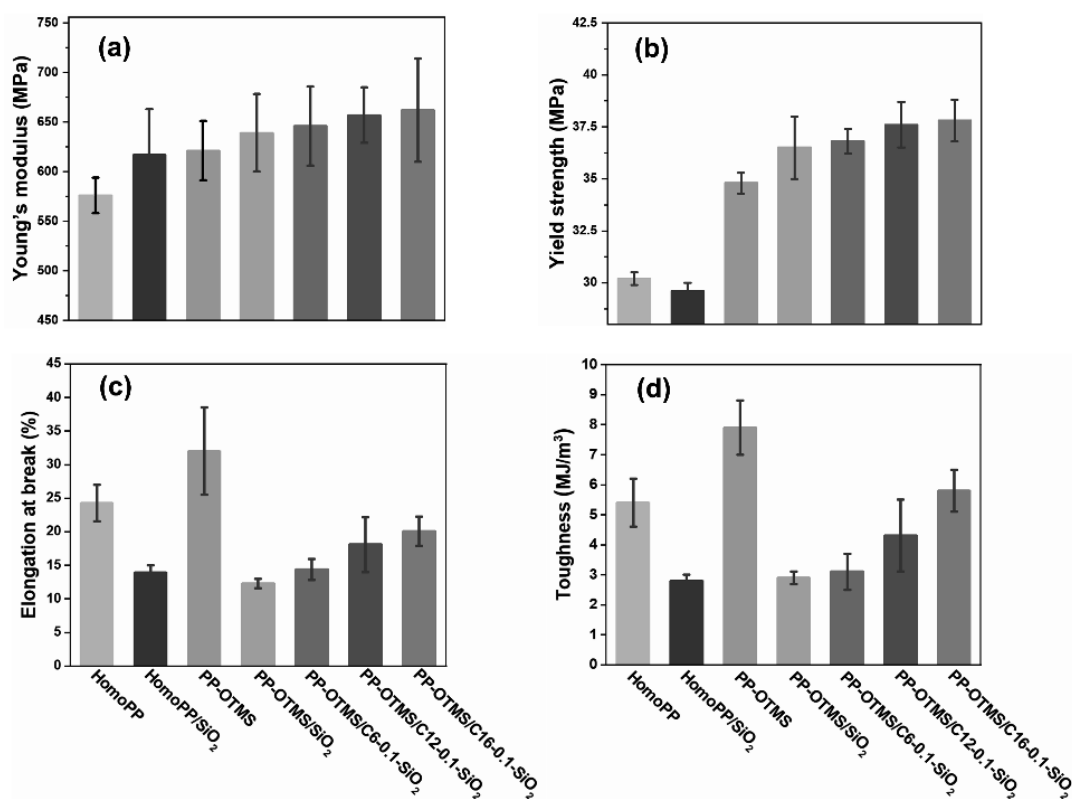 (a)
Young's modulus (MPa)
750
700
650
600
550
500
450
(b)
Yield strength (MPa)
42.5
40
37.5
35
32.5
30
(c)
Elongation at break (%)
45
40
35
30
25
20
15
10
5
0
HomoPP
HomoPP/SiO₂
PP-OTMS
PP-OTMS/SiO₂
PP-OTMS/C6-0.1-SiO₂
PP-OTMS/C12-0.1-SiO₂
PP-OTMS/C16-0.1-SiO₂
(d)
Toughness (MJ/m³)
10
9
8
7
6
5
4
3
2
1
0
HomoPP
HomoPP/SiO₂
PP-OTMS
PP-OTMS/SiO₂
PP-OTMS/C6-0.1-SiO₂
PP-OTMS/C12-0.1-SiO₂
PP-OTMS/C16-0.1-SiO₂